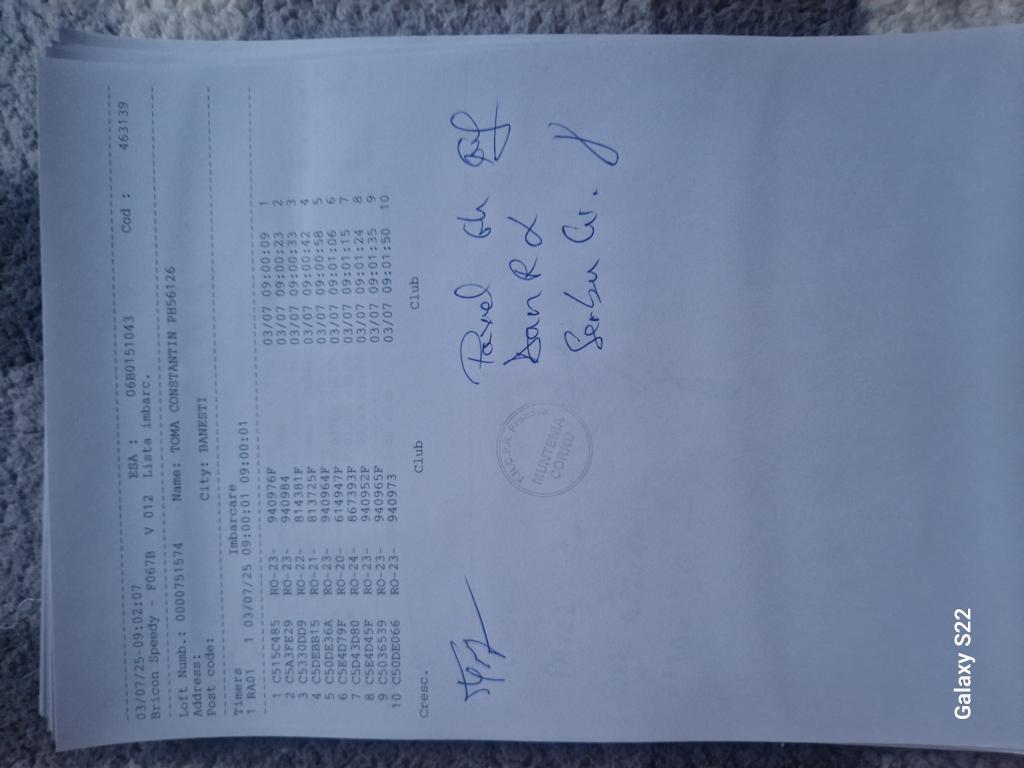 03/07/25-09:02:07 ESA : 06B0151043 Cod : 463139
Bricon Speedy - F067B V 012 Lista imbarc.
Loft Numb.: 0000751574 Name: TOMA CONSTANTIN PH56126
Address:
Post code: City: BANESTI
Timers Imbarcare
1 RA01 1 03/07/25 09:00:01 09:00:01
1 C515C485 RO-23- 940976F 03/07 09:00:09 1
2 C5A3FE29 RO-23- 940984 03/07 09:00:23 2
3 C5330DD9 RO-22- 814381F 03/07 09:00:33 3
4 C5DEBB15 RO-21- 813725F 03/07 09:00:42 4
5 C50DE36A RO-23- 940964F 03/07 09:00:58 5
6 C5E4D79F RO-20- 614947F 03/07 09:01:06 6
7 C5D43D80 RO-24- 867393F 03/07 09:01:15 7
8 C5E4D45F RO-23- 940952F 03/07 09:01:24 8
9 C5036539 RO-23- 940965F 03/07 09:01:35 9
10 C50DE066 RO-23- 940973 03/07 09:01:50 10
Cresc. Club Club
Pavel Gh
Dan R
Serban Cr.
Prahova
MUNTENIA
CORNU
Galaxy S22